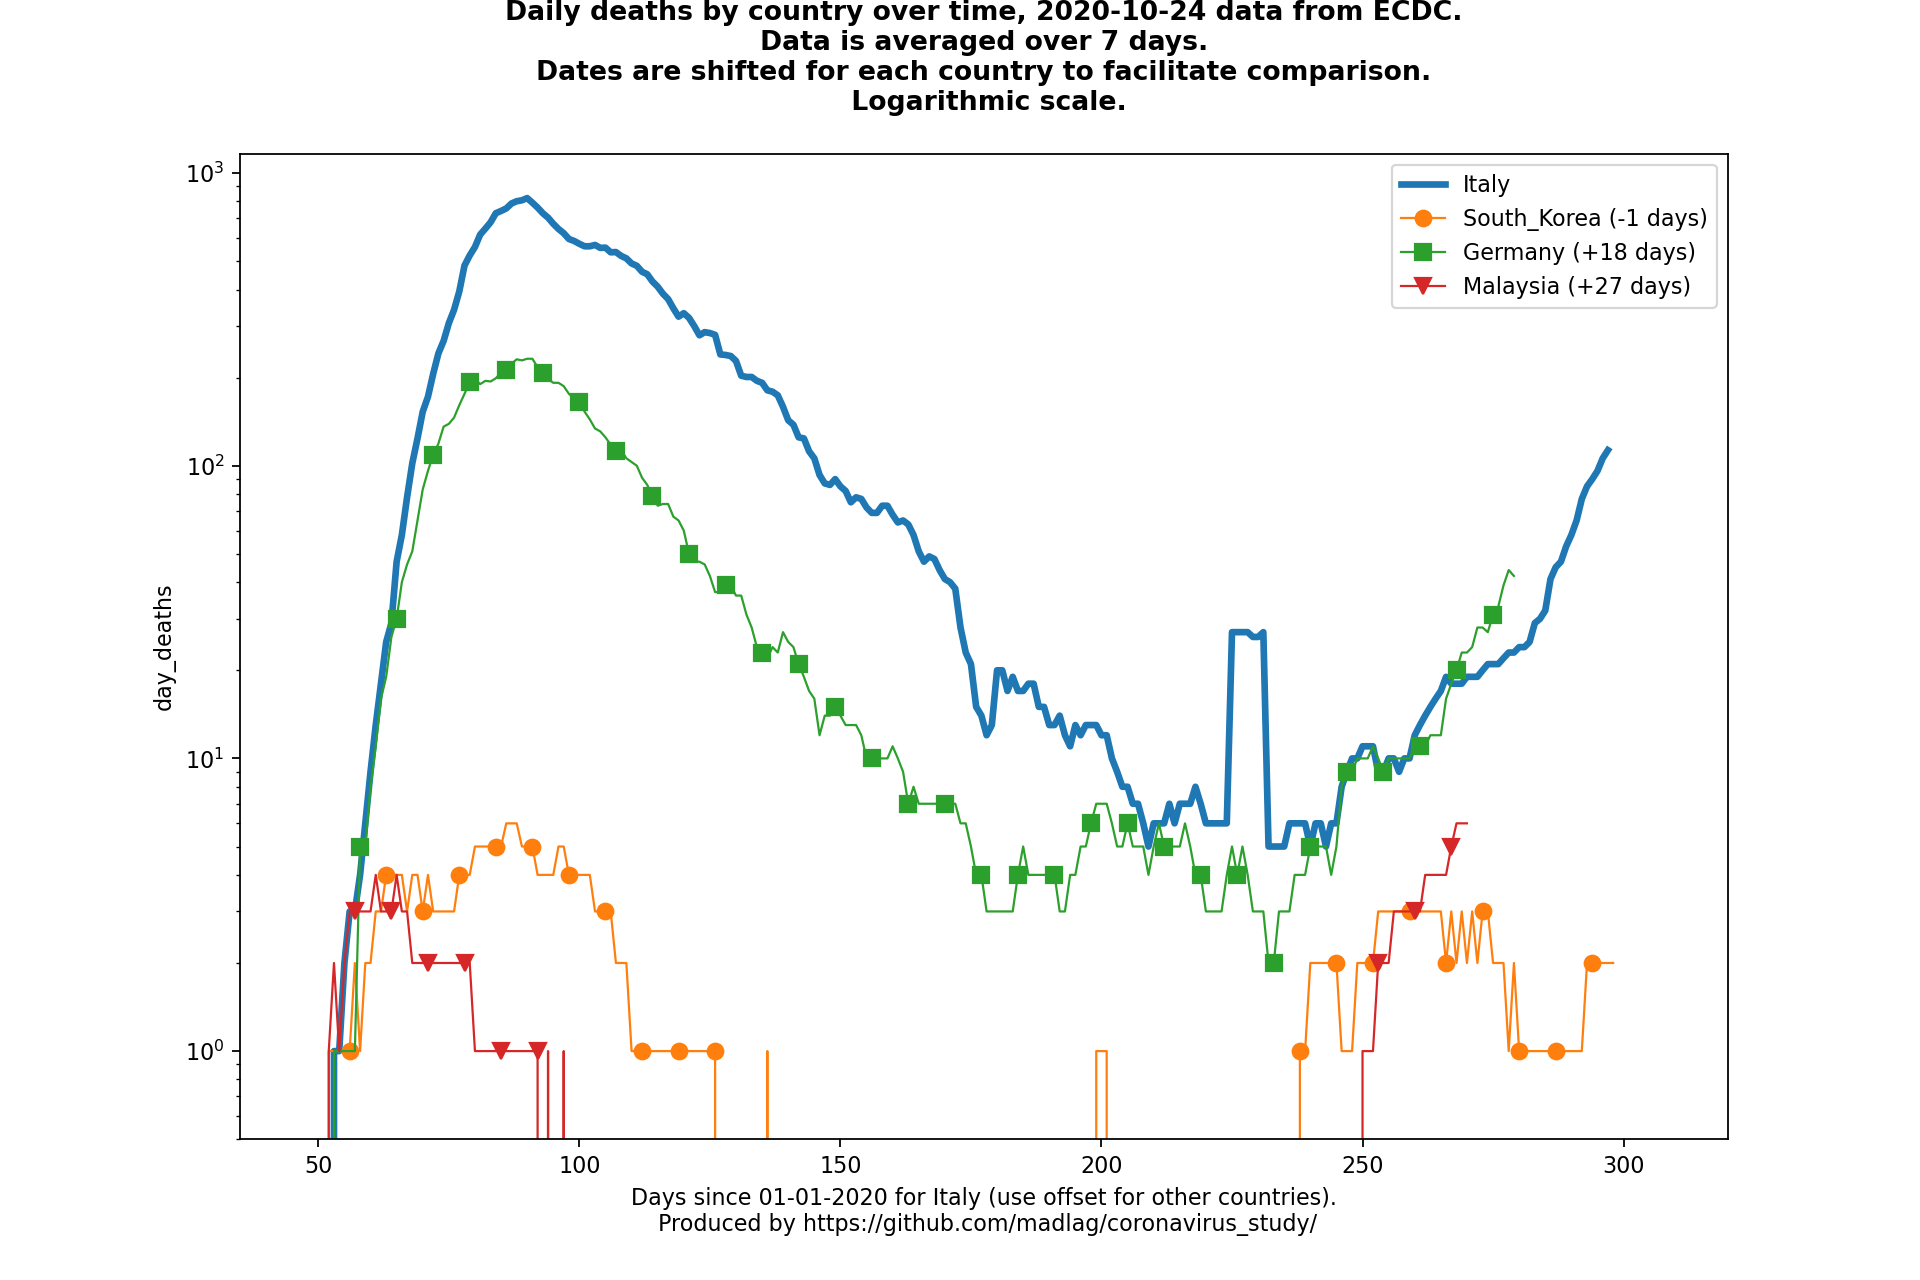 Daily deaths by country over time, 2020-10-24 data from ECDC.
Data is averaged over 7 days.
Dates are shifted for each country to facilitate comparison.
Logarithmic scale.
10³
10²
10¹
10⁰
day_deaths
Italy
South_Korea (-1 days)
Germany (+18 days)
Malaysia (+27 days)
50 100 150 200 250 300
Days since 01-01-2020 for Italy (use offset for other countries).
Produced by https://github.com/madlag/coronavirus_study/